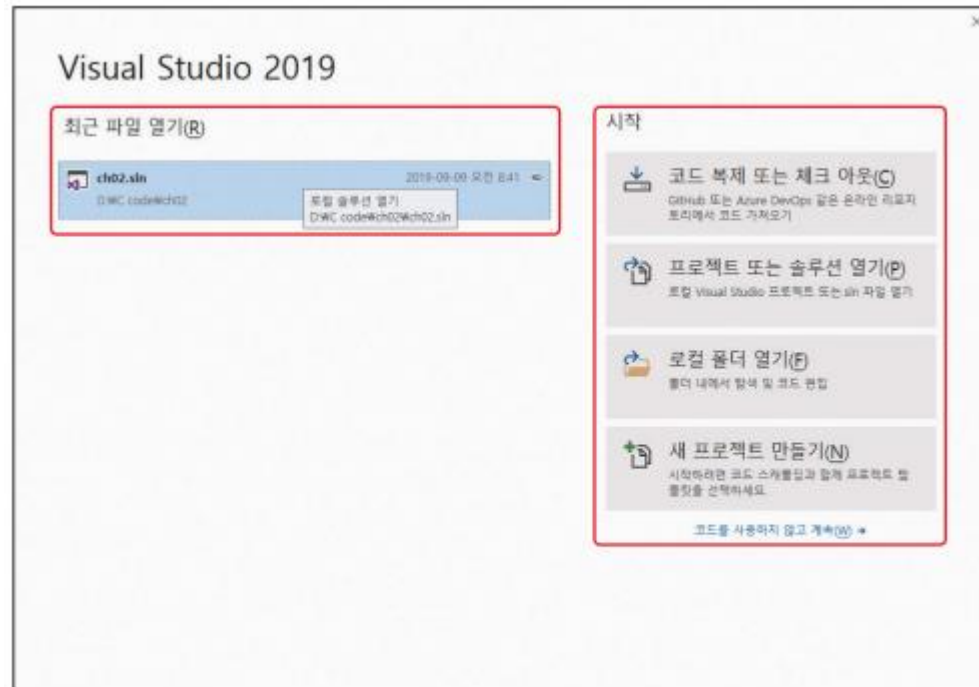 Visual Studio 2019
최근 파일 열기(R)
ch02.sln
2019-09-09 오전 8:41
D:₩C code₩ch02
로컬 솔루션 열기
D:₩C code₩ch02₩ch02.sln
시작
코드 복제 또는 체크 아웃(C)
GitHub 또는 Azure DevOps 같은 온라인 리포지
토리에서 코드 가져오기
프로젝트 또는 솔루션 열기(P)
로컬 Visual Studio 프로젝트 또는 .sln 파일 열기
로컬 폴더 열기(F)
폴더 내에서 탐색 및 코드 편집
새 프로젝트 만들기(N)
시작하려면 코드 스캐폴딩과 함께 프로젝트 템
플릿을 선택하세요.
코드를 사용하지 않고 계속(W) →